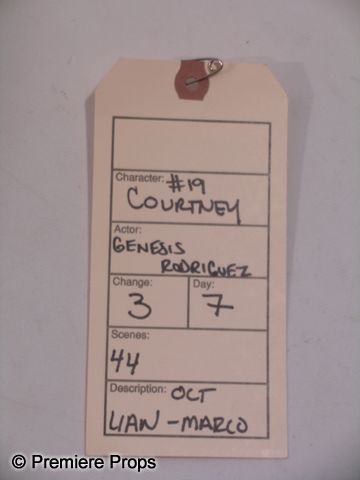 Character: #19
COURTNEY
Actor:
GENESIS
RODRIGUEZ
Change: Day:
3 7
Scenes:
44
Description: OCT
LIAN - MARCO
© Premiere Props